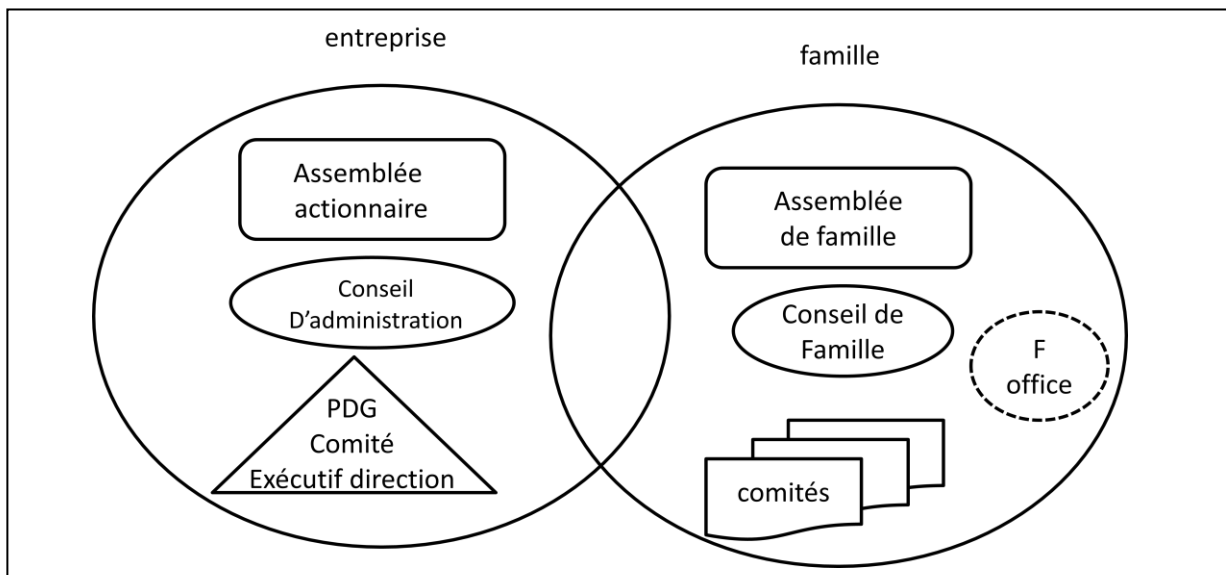 entreprise
famille
Assemblée
actionnaire
Conseil
D'administration
PDG
Comité
Exécutif direction
Assemblée
de famille
Conseil de
Famille
F
office
comités